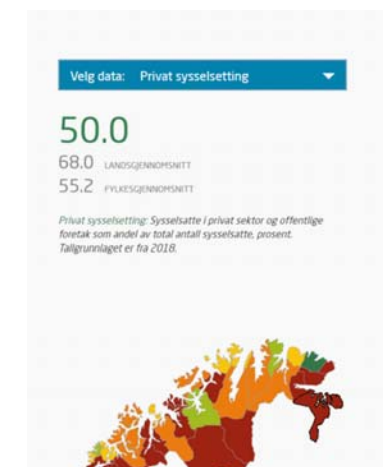 Velg data: Privat sysselsetting
50.0
68.0 LANDSGJENNOMSNITT
55.2 FYLKESGJENNOMSNITT
Privat sysselsetting: Sysselsatte i privat sektor og offentlige
foretak som andel av total antall sysselsatte, prosent.
Tallgrunnlaget er fra 2018.